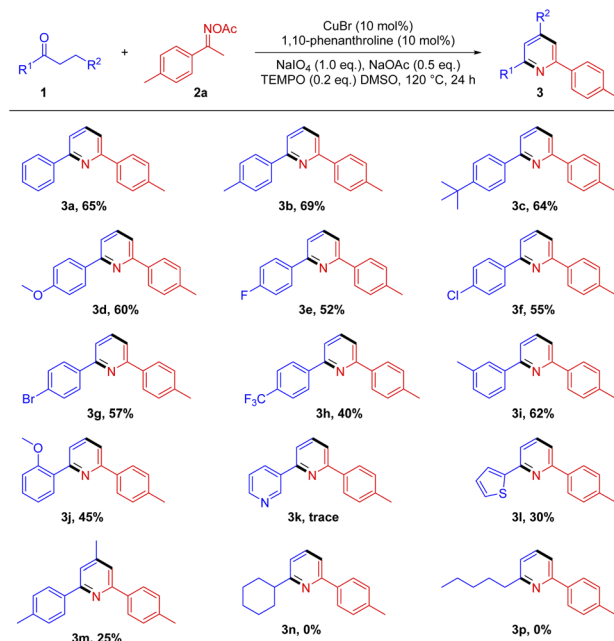 O
R¹
R²
1
+
NOAc
2a
CuBr (10 mol%)
1,10-phenanthroline (10 mol%)
NaIO₄ (1.0 eq.), NaOAc (0.5 eq.)
TEMPO (0.2 eq.) DMSO, 120 °C, 24 h
R²
R¹
N
3
N
3a, 65%
N
3b, 69%
N
3c, 64%
O
N
3d, 60%
F
N
3e, 52%
Cl
N
3f, 55%
Br
N
3g, 57%
F₃C
N
3h, 40%
N
3i, 62%
O
N
3j, 45%
N
N
3k, trace
S
N
3l, 30%
N
3m, 25%
N
3n, 0%
N
3p, 0%